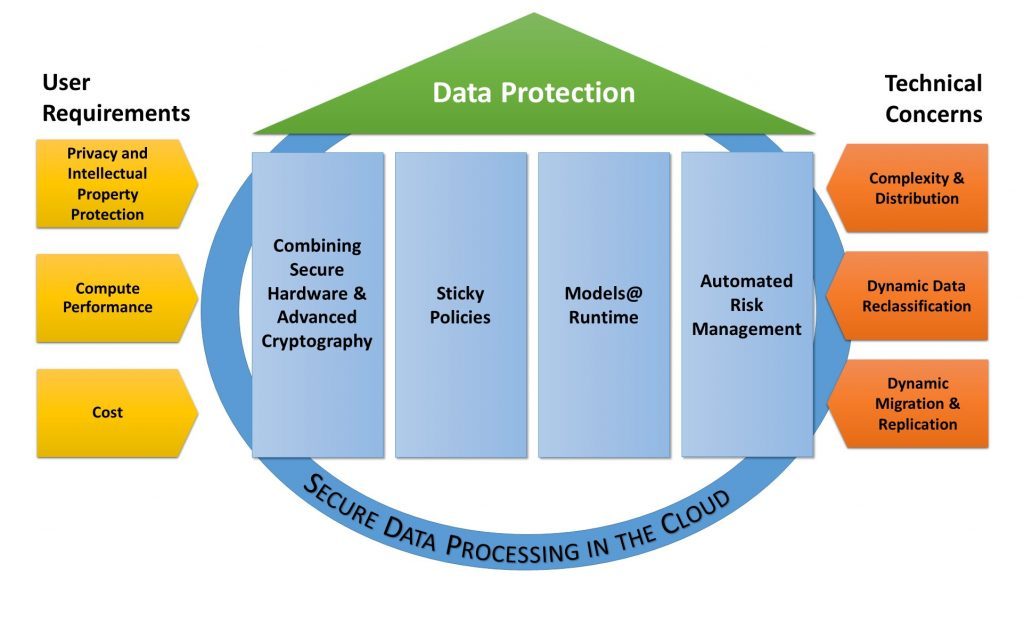 User
Requirements
Privacy and
Intellectual
Property
Protection
Compute
Performance
Cost
Data Protection
Combining
Secure
Hardware &
Advanced
Cryptography
Sticky
Policies
Models@
Runtime
Automated
Risk
Management
Technical
Concerns
Complexity &
Distribution
Dynamic Data
Reclassification
Dynamic
Migration &
Replication
SECURE DATA PROCESSING IN THE CLOUD